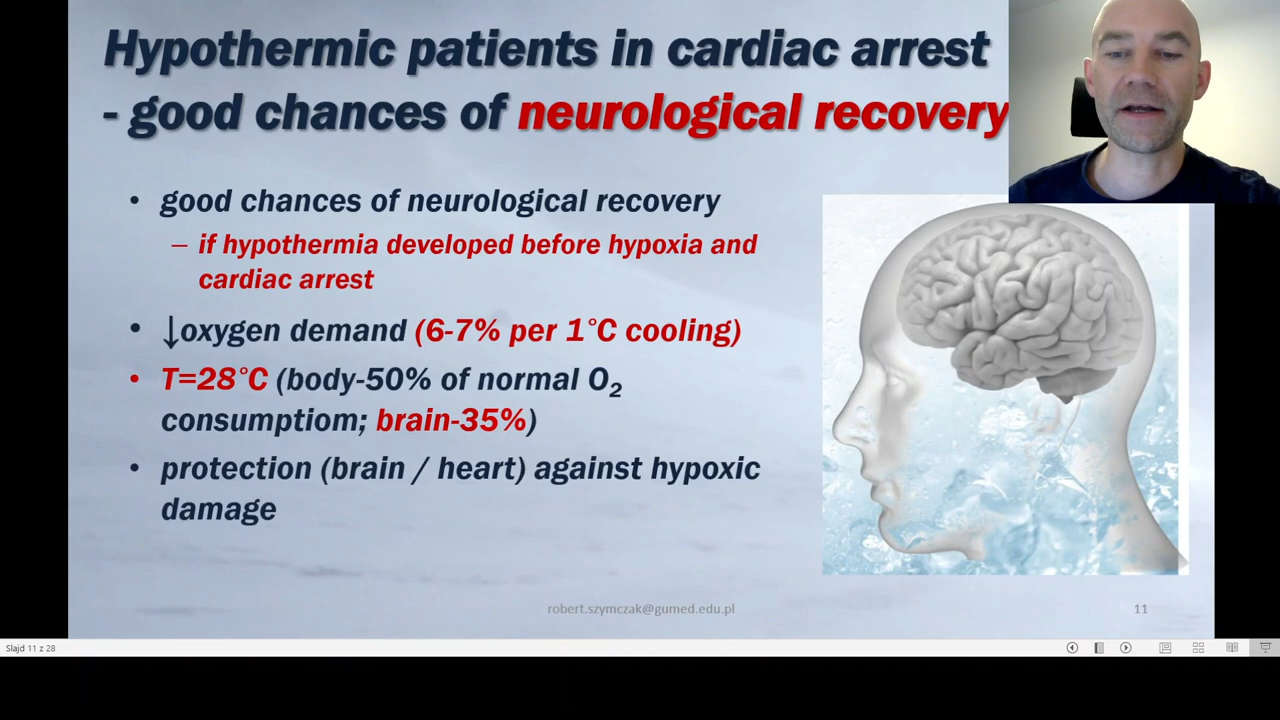 Hypothermic patients in cardiac arrest
- good chances of neurological recovery
• good chances of neurological recovery
– if hypothermia developed before hypoxia and
cardiac arrest
• ↓oxygen demand (6-7% per 1°C cooling)
• T=28°C (body-50% of normal O₂
consumptiom; brain-35%)
• protection (brain / heart) against hypoxic
damage
robert.szymczak@gumed.edu.pl
11
Slajd 11 z 28